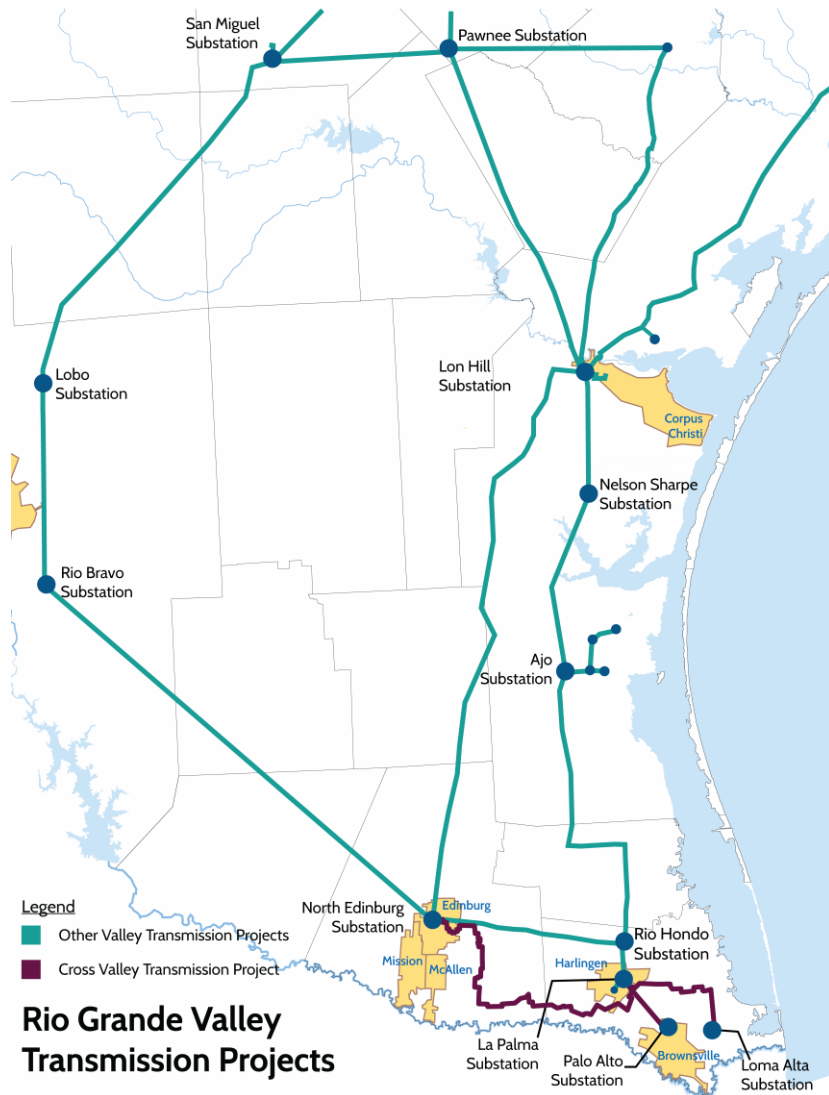 San Miguel
Substation
Pawnee Substation
Lobo
Substation
Lon Hill
Substation
Corpus
Christi
Nelson Sharpe
Substation
Rio Bravo
Substation
Ajo
Substation
Legend
Other Valley Transmission Projects
Cross Valley Transmission Project
North Edinburg
Substation
Edinburg
Mission
McAllen
Rio Hondo
Substation
Harlingen
La Palma
Substation
Palo Alto
Substation
Brownsville
Loma Alta
Substation
Rio Grande Valley
Transmission Projects